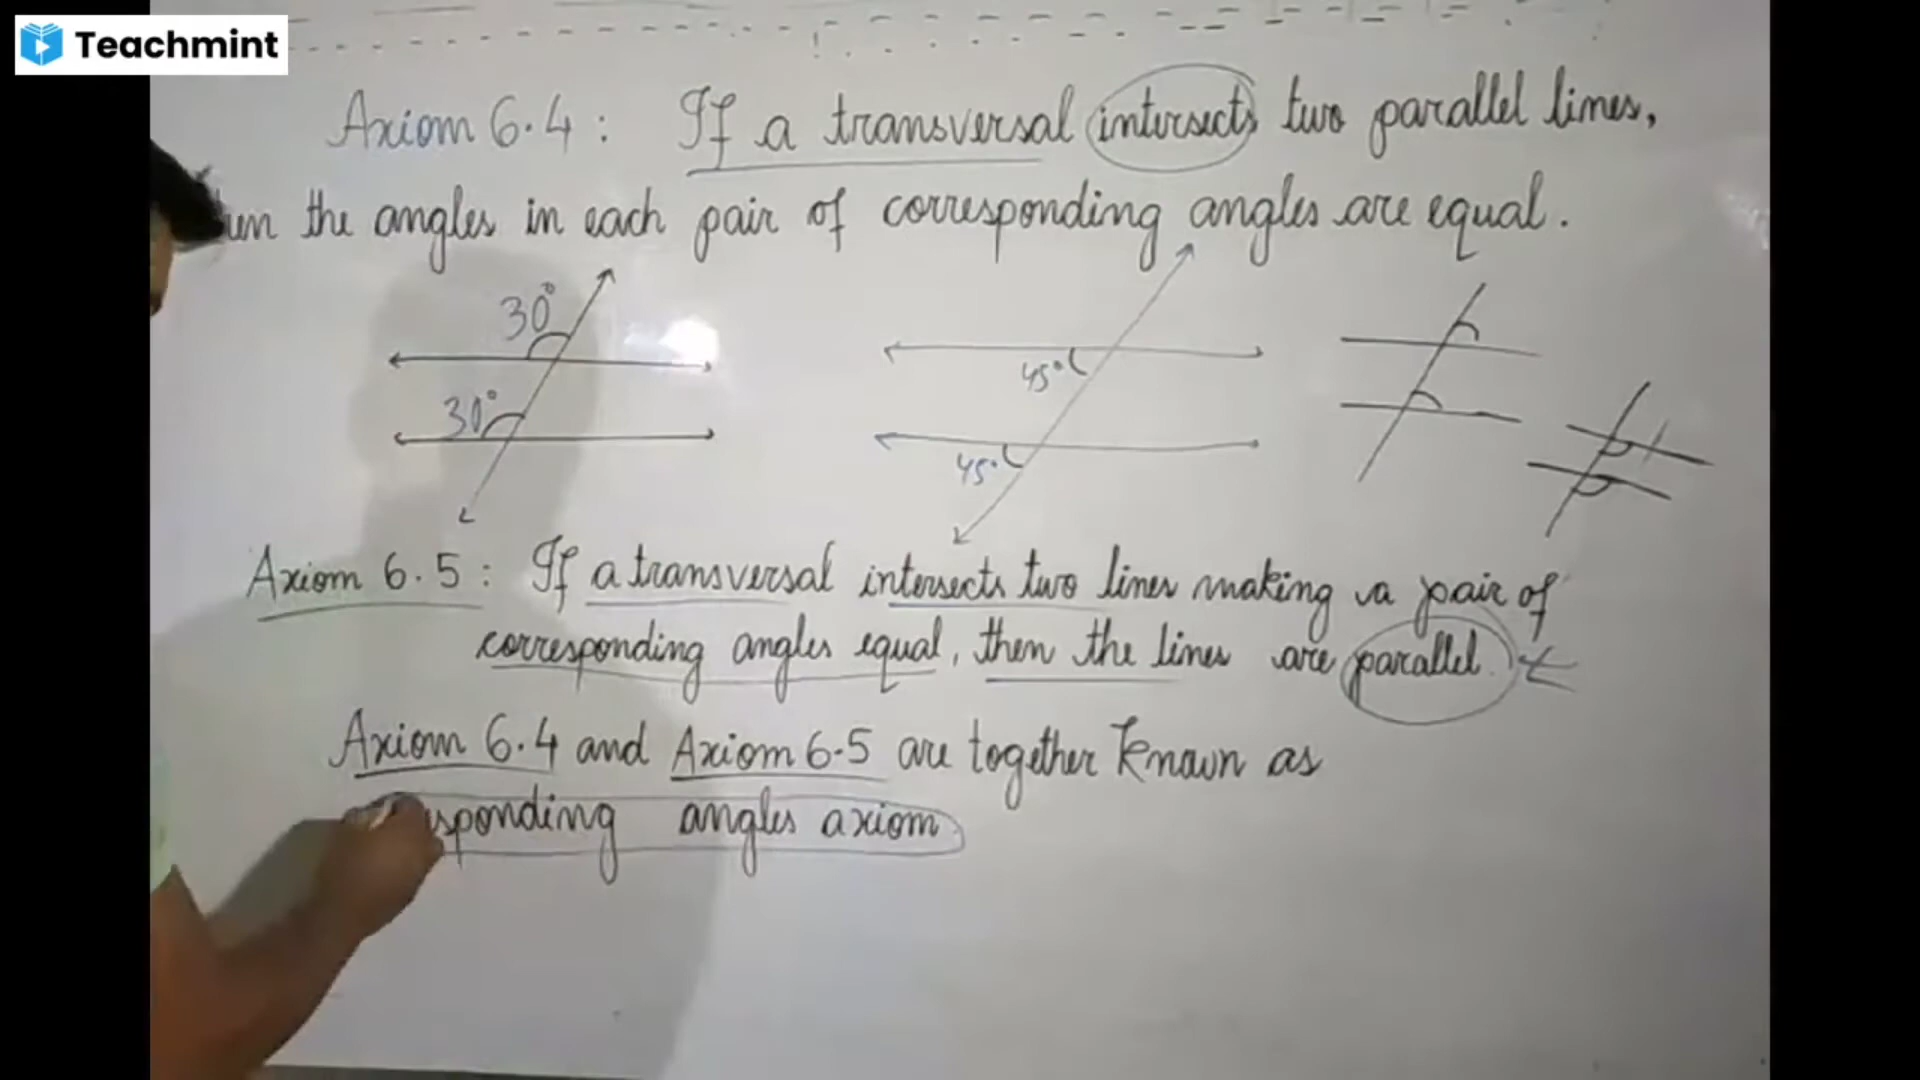 Teachmint
Axiom 6.4 : If a transversal intersects two parallel lines,
the angles in each pair of corresponding angles are equal.
30°
30°
45°
45°
Axiom 6.5 : If a transversal intersects two lines making a pair of
corresponding angles equal, then the lines are parallel.
Axiom 6.4 and Axiom 6.5 are together known as
angles axiom